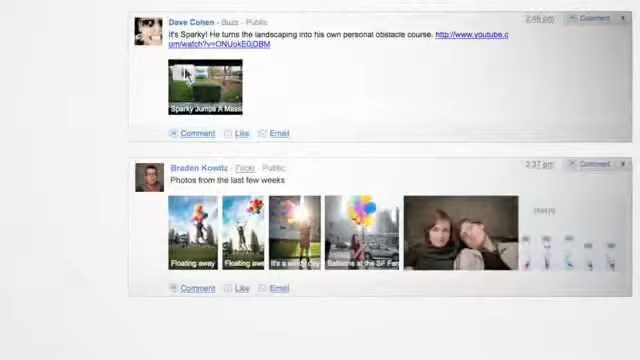 Dave Cohen - Buzz - Public
2:46 pm
Comment
It's Sparky! He turns the landscaping into his own personal obstacle course. http://www.youtube.c
om/watch?v=ONUokE0jDBM
Sparky Jumps A Mass
Comment Like Email
Braden Kowitz - Flickr - Public
2:37 pm
Comment
Photos from the last few weeks
Floating away
Floating awa
It's a windy day
Balloons at the SF Fan
Comment Like Email